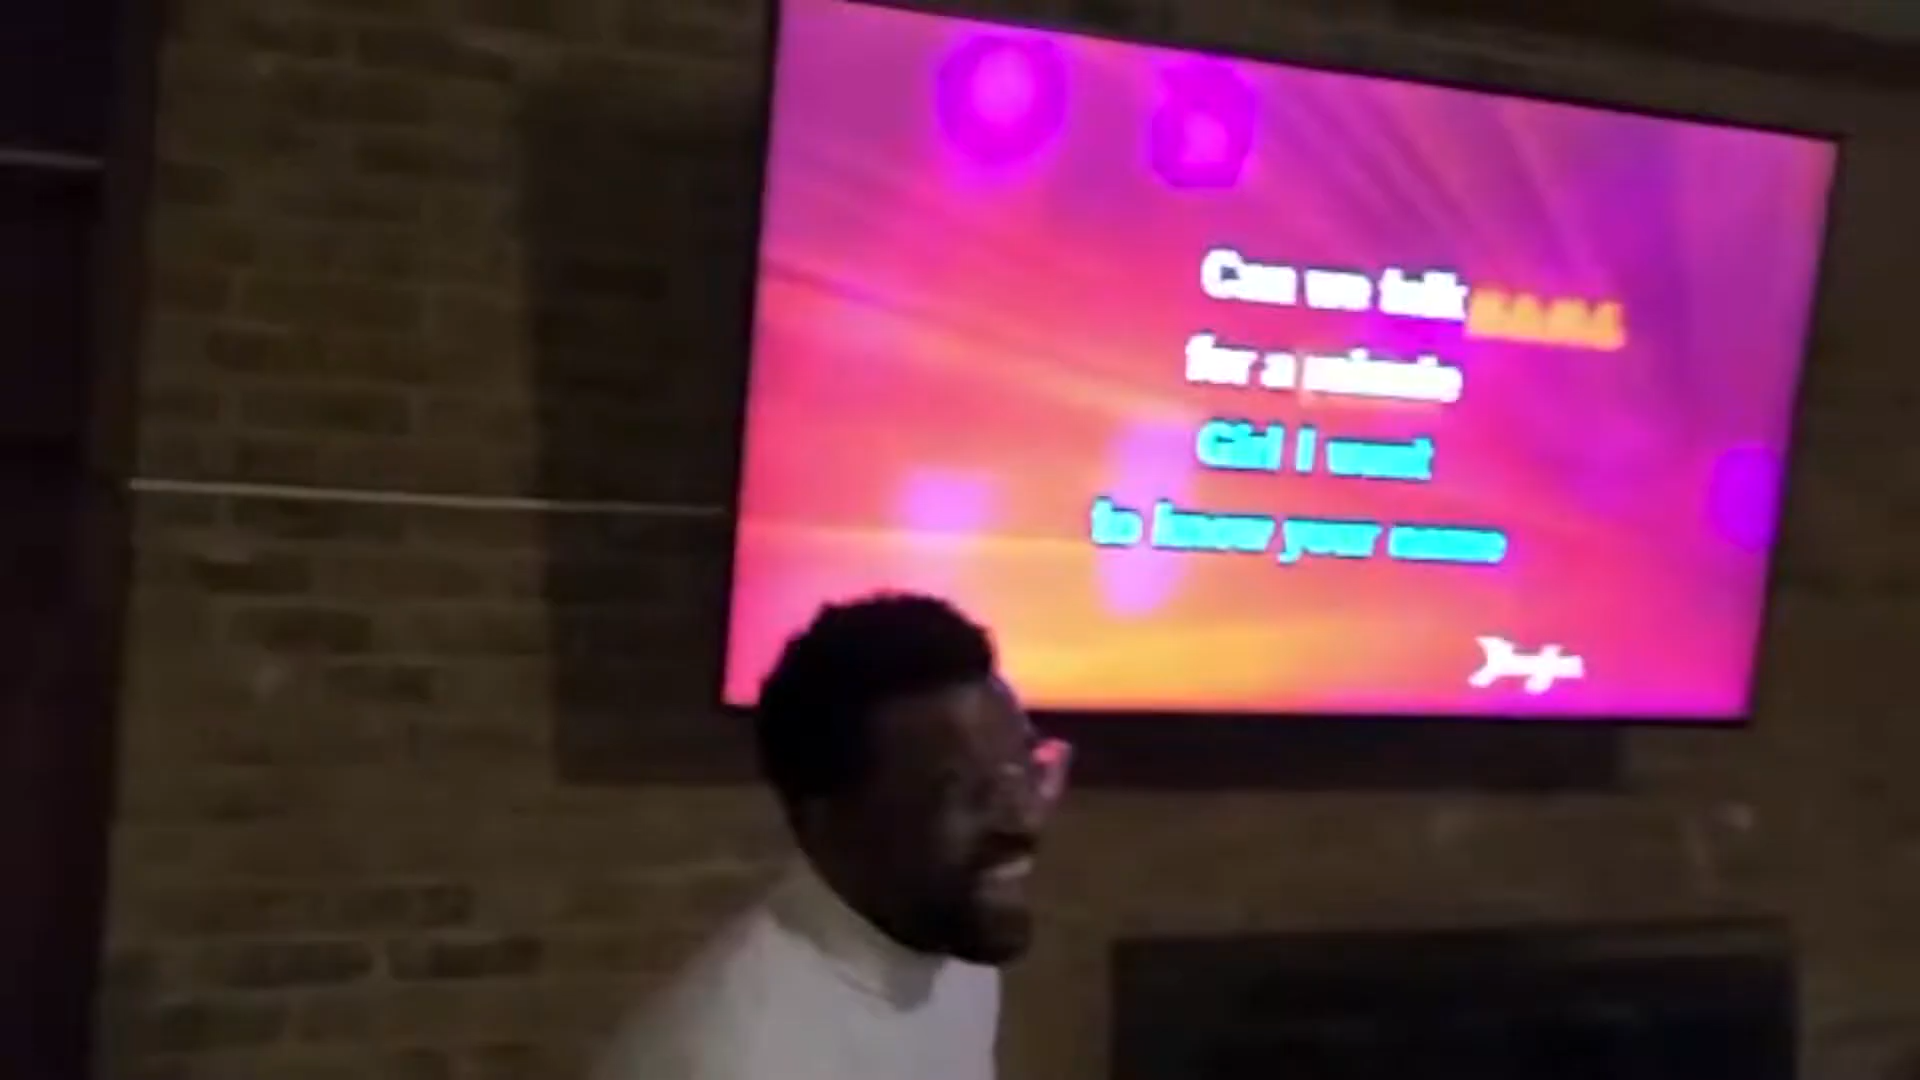 Can we talk
for a minute
Girl I want
to know your name